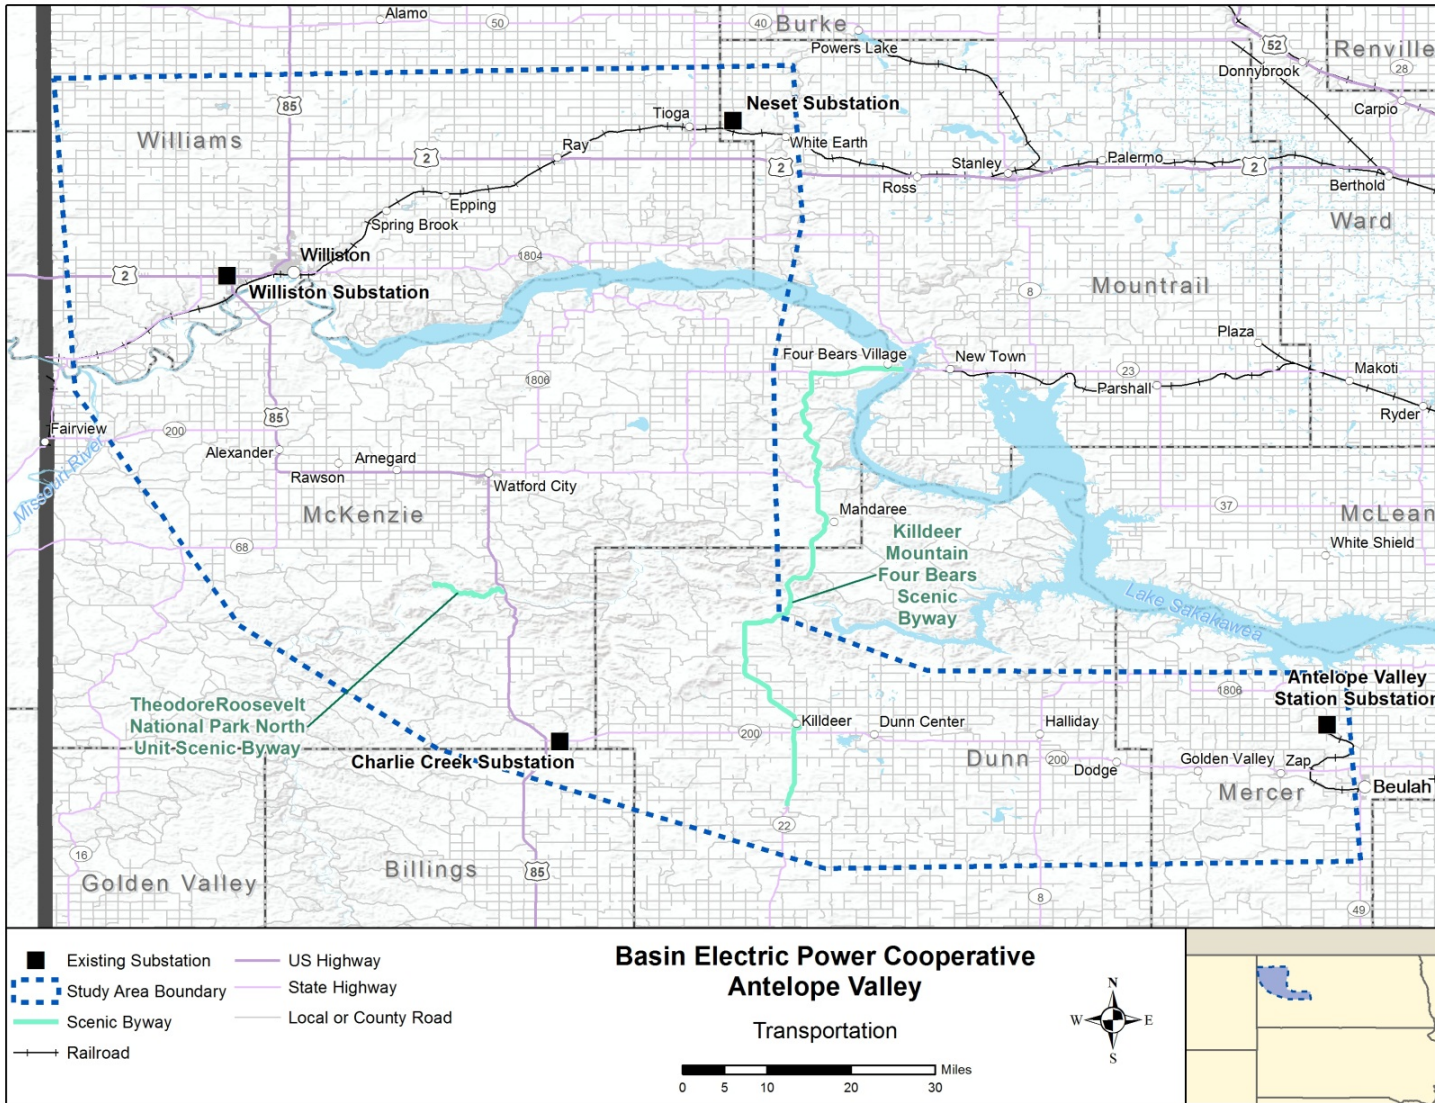 Alamo
50
40
Burke
Powers Lake
52
Renville
Donnybrook
28
Carpio
85
Neset Substation
Tioga
Williams
White Earth
Ray
2
2
Stanley
Palermo
2
Ross
Berthold
Epping
Spring Brook
Ward
Williston
1804
2
Williston Substation
Mountrail
8
Plaza
Four Bears Village
New Town
1806
23
Parshall
Makoti
Ryder
85
Fairview
200
Alexander
Arnegard
Rawson
Watford City
Missouri River
McKenzie
Mandaree
37
McLean
68
White Shield
Killdeer
Mountain
Four Bears
Scenic
Byway
Lake Sakakawea
TheodoreRoosevelt
National Park North
Unit Scenic Byway
Antelope Valley
Station Substation
1806
Killdeer
Dunn Center
Halliday
200
Charlie Creek Substation
Dunn
200
Dodge
Golden Valley
Zap
Mercer
Beulah
22
16
Golden Valley
Billings
85
8
49
Existing Substation
Study Area Boundary
Scenic Byway
Railroad
US Highway
State Highway
Local or County Road
Basin Electric Power Cooperative
Antelope Valley
Transportation
0 5 10 20 30 Miles
N
W E
S